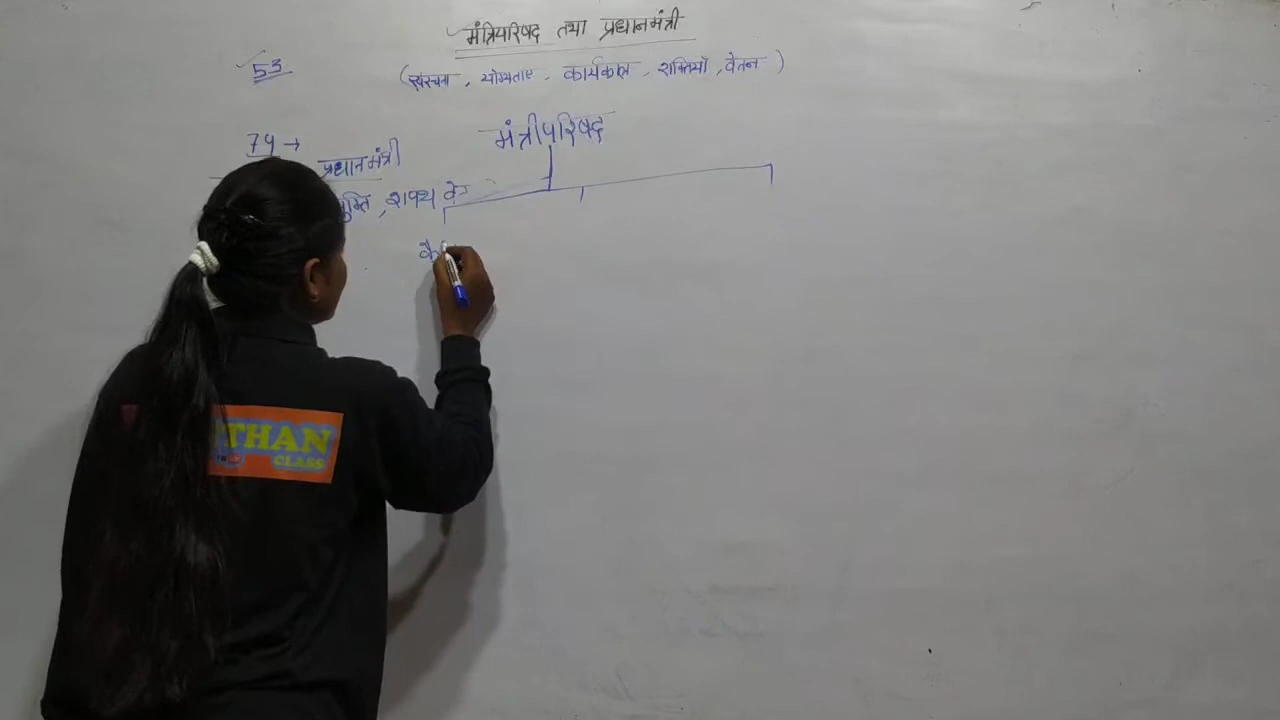 मंत्रिपरिषद तथा प्रधानमंत्री
53
(संरचना, योग्यताएं, कार्यकाल, शक्तियाँ, वेतन)
74 → प्रधानमंत्री
मंत्रीपरिषद
शपथ
कै
THAN
CLASS